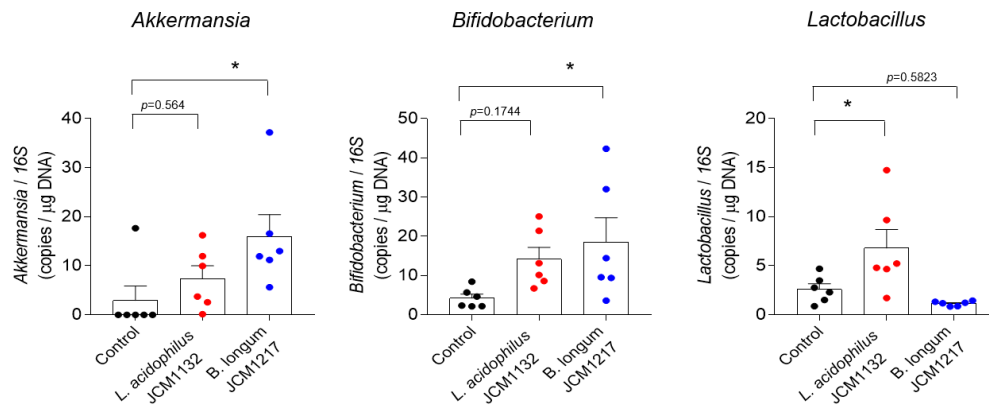 Akkermansia
*
p=0.564
Akkermansia / 16S
(copies / μg DNA)
40
30
20
10
0
Control
L. acidophilus
JCM1132
B. longum
JCM1217
Bifidobacterium
*
p=0.1744
Bifidobacterium / 16S
(copies / μg DNA)
50
40
30
20
10
0
Control
L. acidophilus
JCM1132
B. longum
JCM1217
Lactobacillus
p=0.5823
*
Lactobacillus / 16S
(copies / μg DNA)
20
15
10
5
0
Control
L. acidophilus
JCM1132
B. longum
JCM1217